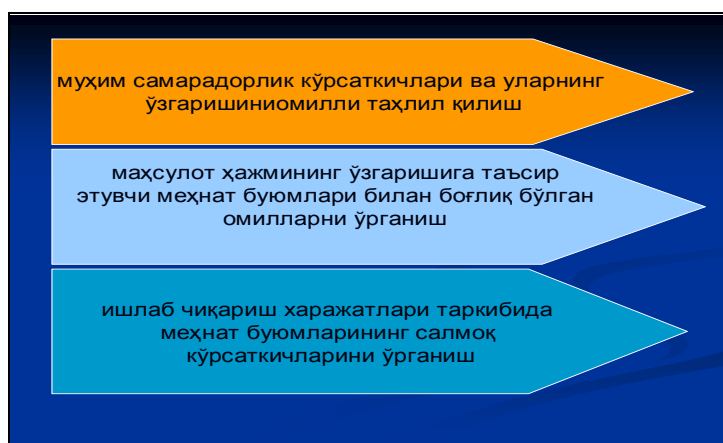 муҳим самарадорлик кўрсаткичлари ва уларнинг
ўзгаришиниомилли таҳлил қилиш
маҳсулот ҳажмининг ўзгаришига таъсир
этувчи меҳнат буюмлари билан боғлиқ бўлган
омилларни ўрганиш
ишлаб чиқариш харажатлари таркибида
меҳнат буюмларининг салмоқ
кўрсаткичларини ўрганиш